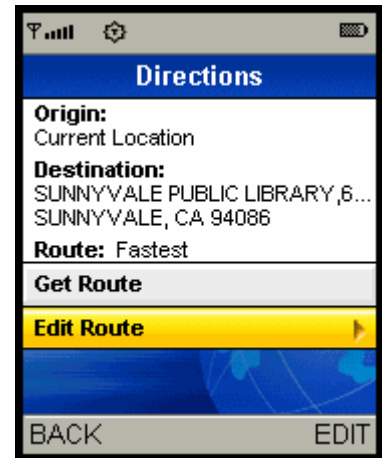 Directions
Origin:
Current Location
Destination:
SUNNYVALE PUBLIC LIBRARY,6...
SUNNYVALE, CA 94086
Route: Fastest
Get Route
Edit Route
BACK EDIT